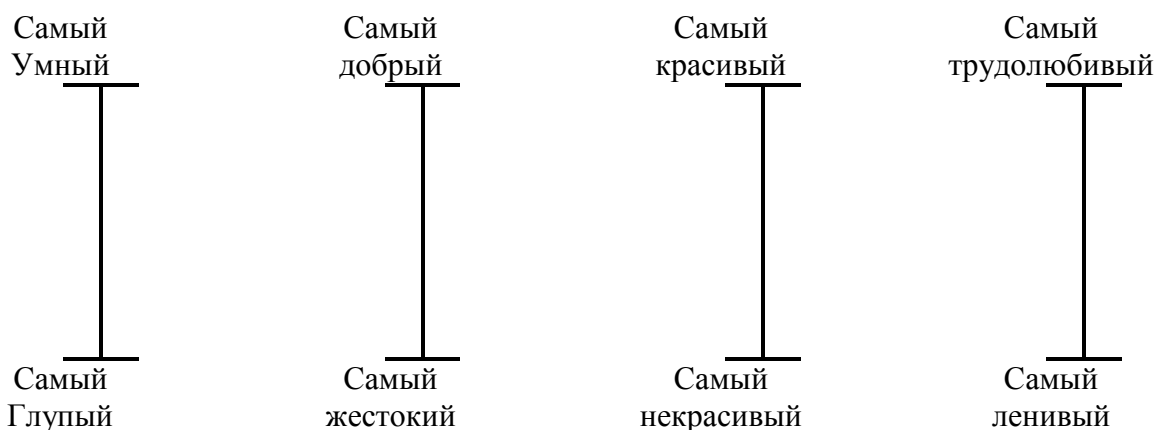 Самый Самый Самый Самый
Умный добрый красивый трудолюбивый
Самый Самый Самый Самый
Глупый жестокий некрасивый ленивый